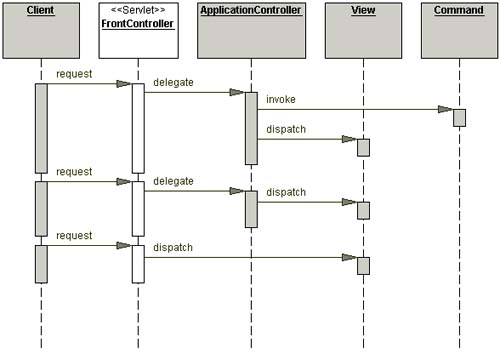 Client
<<Servlet>>
FrontController
ApplicationController
View
Command
request
delegate
invoke
dispatch
request
delegate
dispatch
request
dispatch